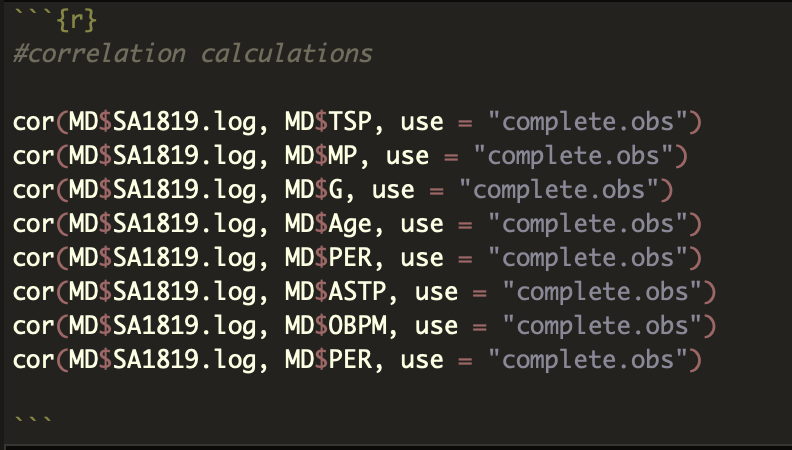 ```{r}
#correlation calculations
cor(MD$SA1819.log, MD$TSP, use = "complete.obs")
cor(MD$SA1819.log, MD$MP, use = "complete.obs")
cor(MD$SA1819.log, MD$G, use = "complete.obs")
cor(MD$SA1819.log, MD$Age, use = "complete.obs")
cor(MD$SA1819.log, MD$PER, use = "complete.obs")
cor(MD$SA1819.log, MD$ASTP, use = "complete.obs")
cor(MD$SA1819.log, MD$OBPM, use = "complete.obs")
cor(MD$SA1819.log, MD$PER, use = "complete.obs")
```